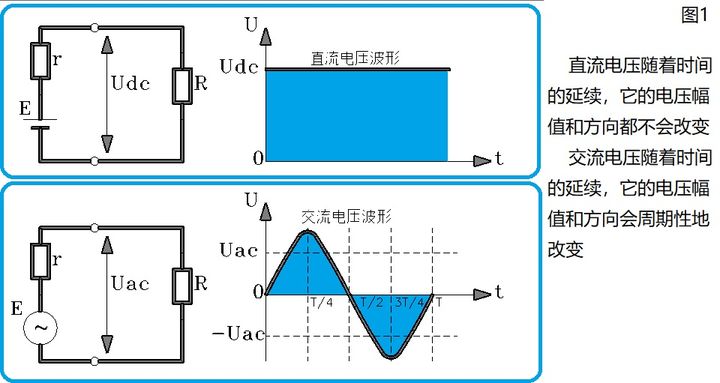 图1
r
E
Udc
R
U
Udc
直流电压波形
0
t
直流电压随着时间
的延续，它的电压幅
值和方向都不会改变
交流电压随着时间
的延续，它的电压幅
值和方向会周期性地
改变
r
E
~
Uac
R
U
交流电压波形
Uac
0
T/4
T/2
3T/4
T
t
-Uac